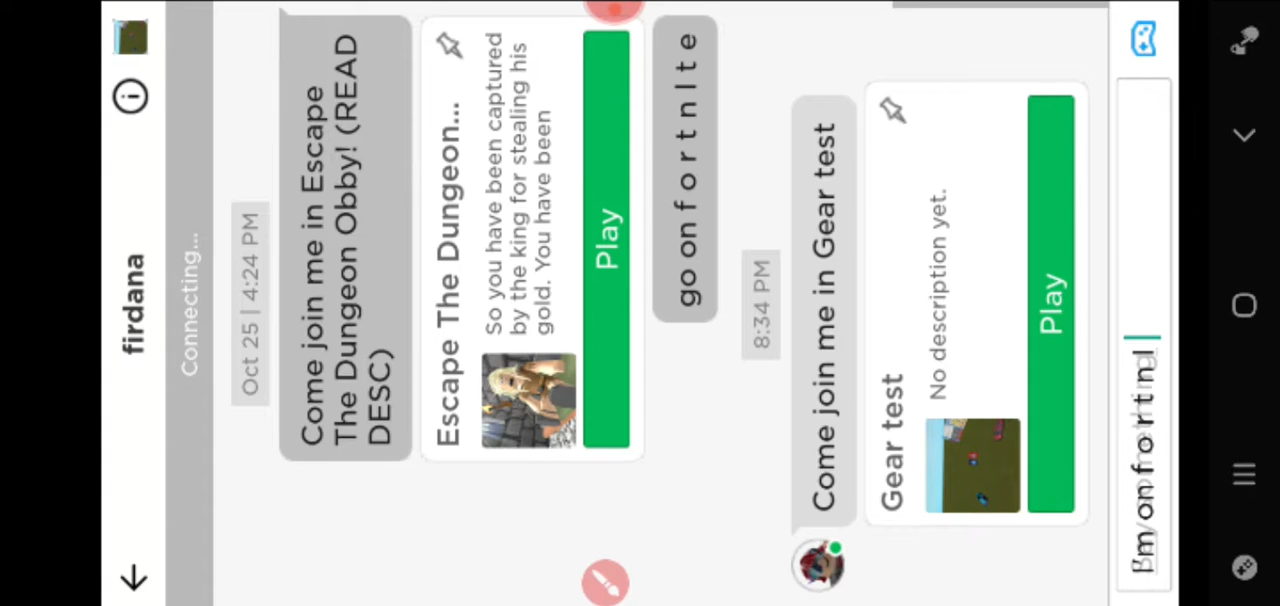 firdana
Connecting...
Oct 25 | 4:24 PM
Come join me in Escape
The Dungeon Obby! (READ
DESC)
Escape The Dungeon...
So you have been captured
by the king for stealing his
gold. You have been
Play
go on f o r t n I t e
8:34 PM
Come join me in Gear test
Gear test
No description yet.
Play
I'm on f o r t n I